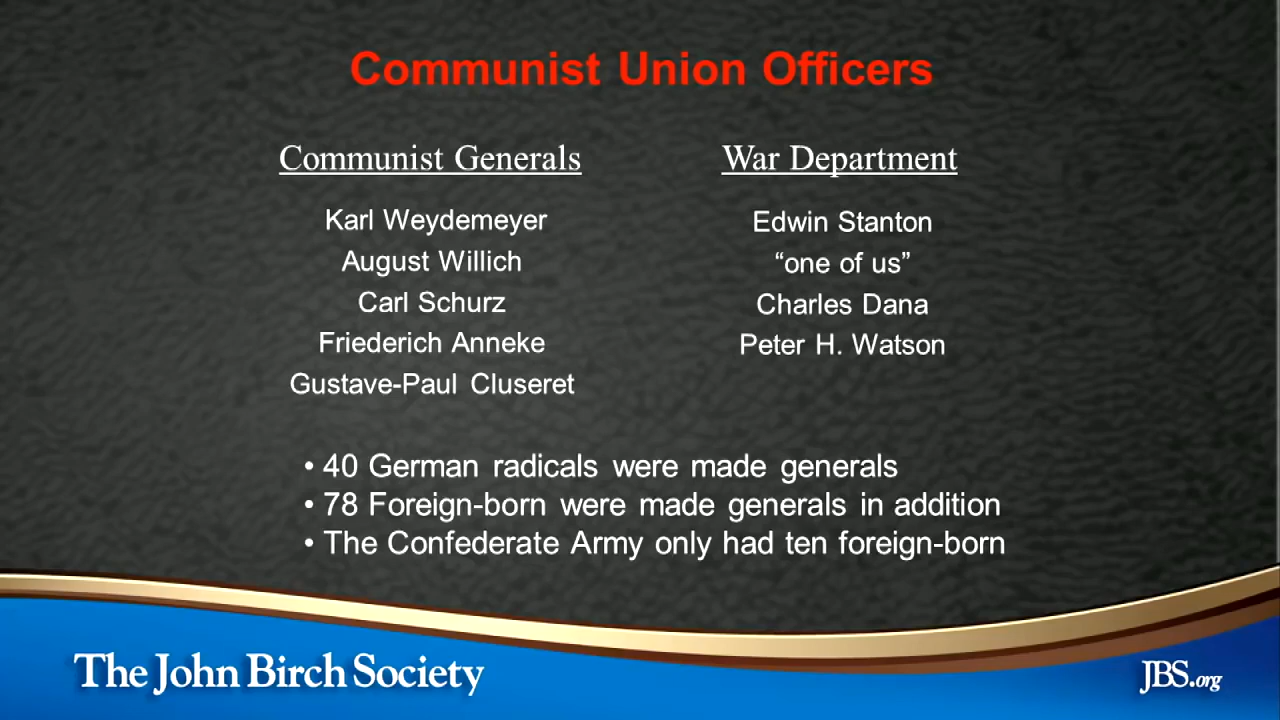 Communist Union Officers
Communist Generals
Karl Weydemeyer
August Willich
Carl Schurz
Friederich Anneke
Gustave-Paul Cluseret
War Department
Edwin Stanton
“one of us”
Charles Dana
Peter H. Watson
• 40 German radicals were made generals
• 78 Foreign-born were made generals in addition
• The Confederate Army only had ten foreign-born
The John Birch Society
JBS.org